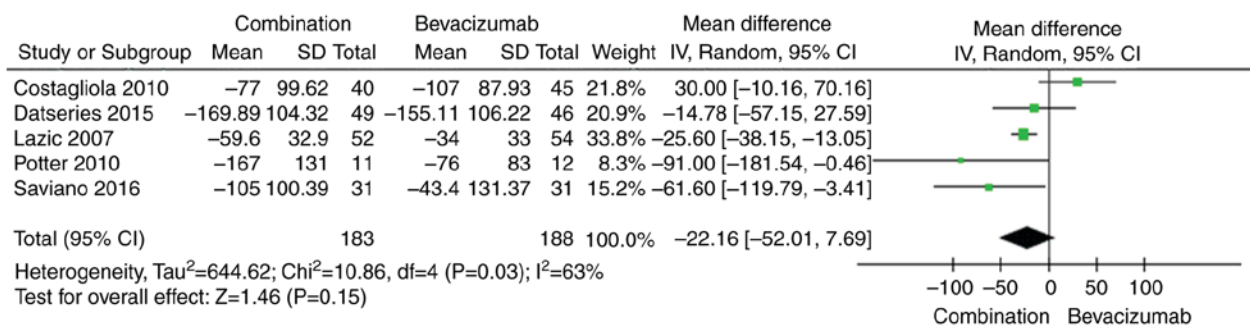 Combination Bevacizumab Mean difference Mean difference
Study or Subgroup Mean SD Total Mean SD Total Weight IV, Random, 95% CI IV, Random, 95% CI
Costagliola 2010 –77 99.62 40 –107 87.93 45 21.8% 30.00 [–10.16, 70.16]
Datseries 2015 –169.89 104.32 49 –155.11 106.22 46 20.9% –14.78 [–57.15, 27.59]
Lazic 2007 –59.6 32.9 52 –34 33 54 33.8% –25.60 [–38.15, –13.05]
Potter 2010 –167 131 11 –76 83 12 8.3% –91.00 [–181.54, –0.46]
Saviano 2016 –105 100.39 31 –43.4 131.37 31 15.2% –61.60 [–119.79, –3.41]
Total (95% CI) 183 188 100.0% –22.16 [–52.01, 7.69]
Heterogeneity, Tau²=644.62; Chi²=10.86, df=4 (P=0.03); I²=63%
Test for overall effect: Z=1.46 (P=0.15)
–100 –50 0 50 100
Combination Bevacizumab